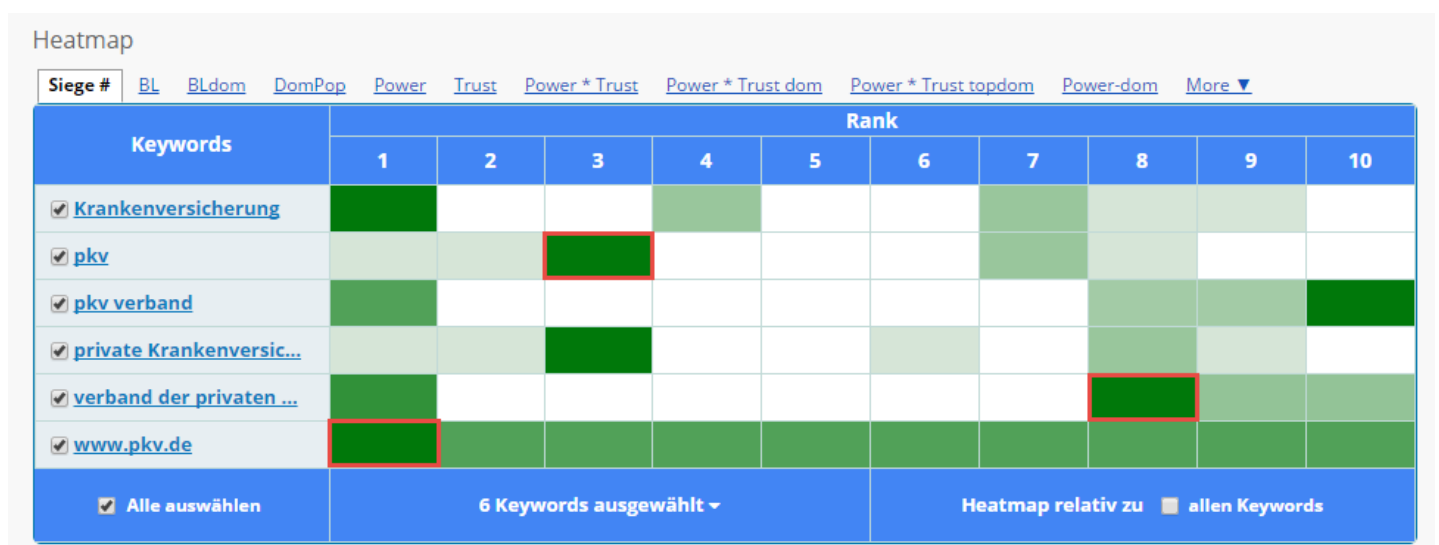 Heatmap
Siege # BL BLdom DomPop Power Trust Power * Trust Power * Trust dom Power * Trust topdom Power-dom More ▼
Keywords Rank
1 2 3 4 5 6 7 8 9 10
Krankenversicherung
pkv
pkv verband
private Krankenversic...
verband der privaten ...
www.pkv.de
Alle auswählen 6 Keywords ausgewählt Heatmap relativ zu allen Keywords